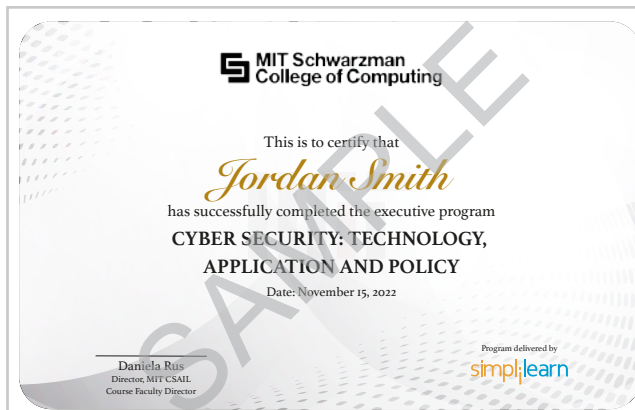 MIT Schwarzman
College of Computing
This is to certify that
Jordan Smith
has successfully completed the executive program
CYBER SECURITY: TECHNOLOGY,
APPLICATION AND POLICY
Date: November 15, 2022
SAMPLE
Daniela Rus
Director, MIT CSAIL
Course Faculty Director
Program delivered by
simplilearn